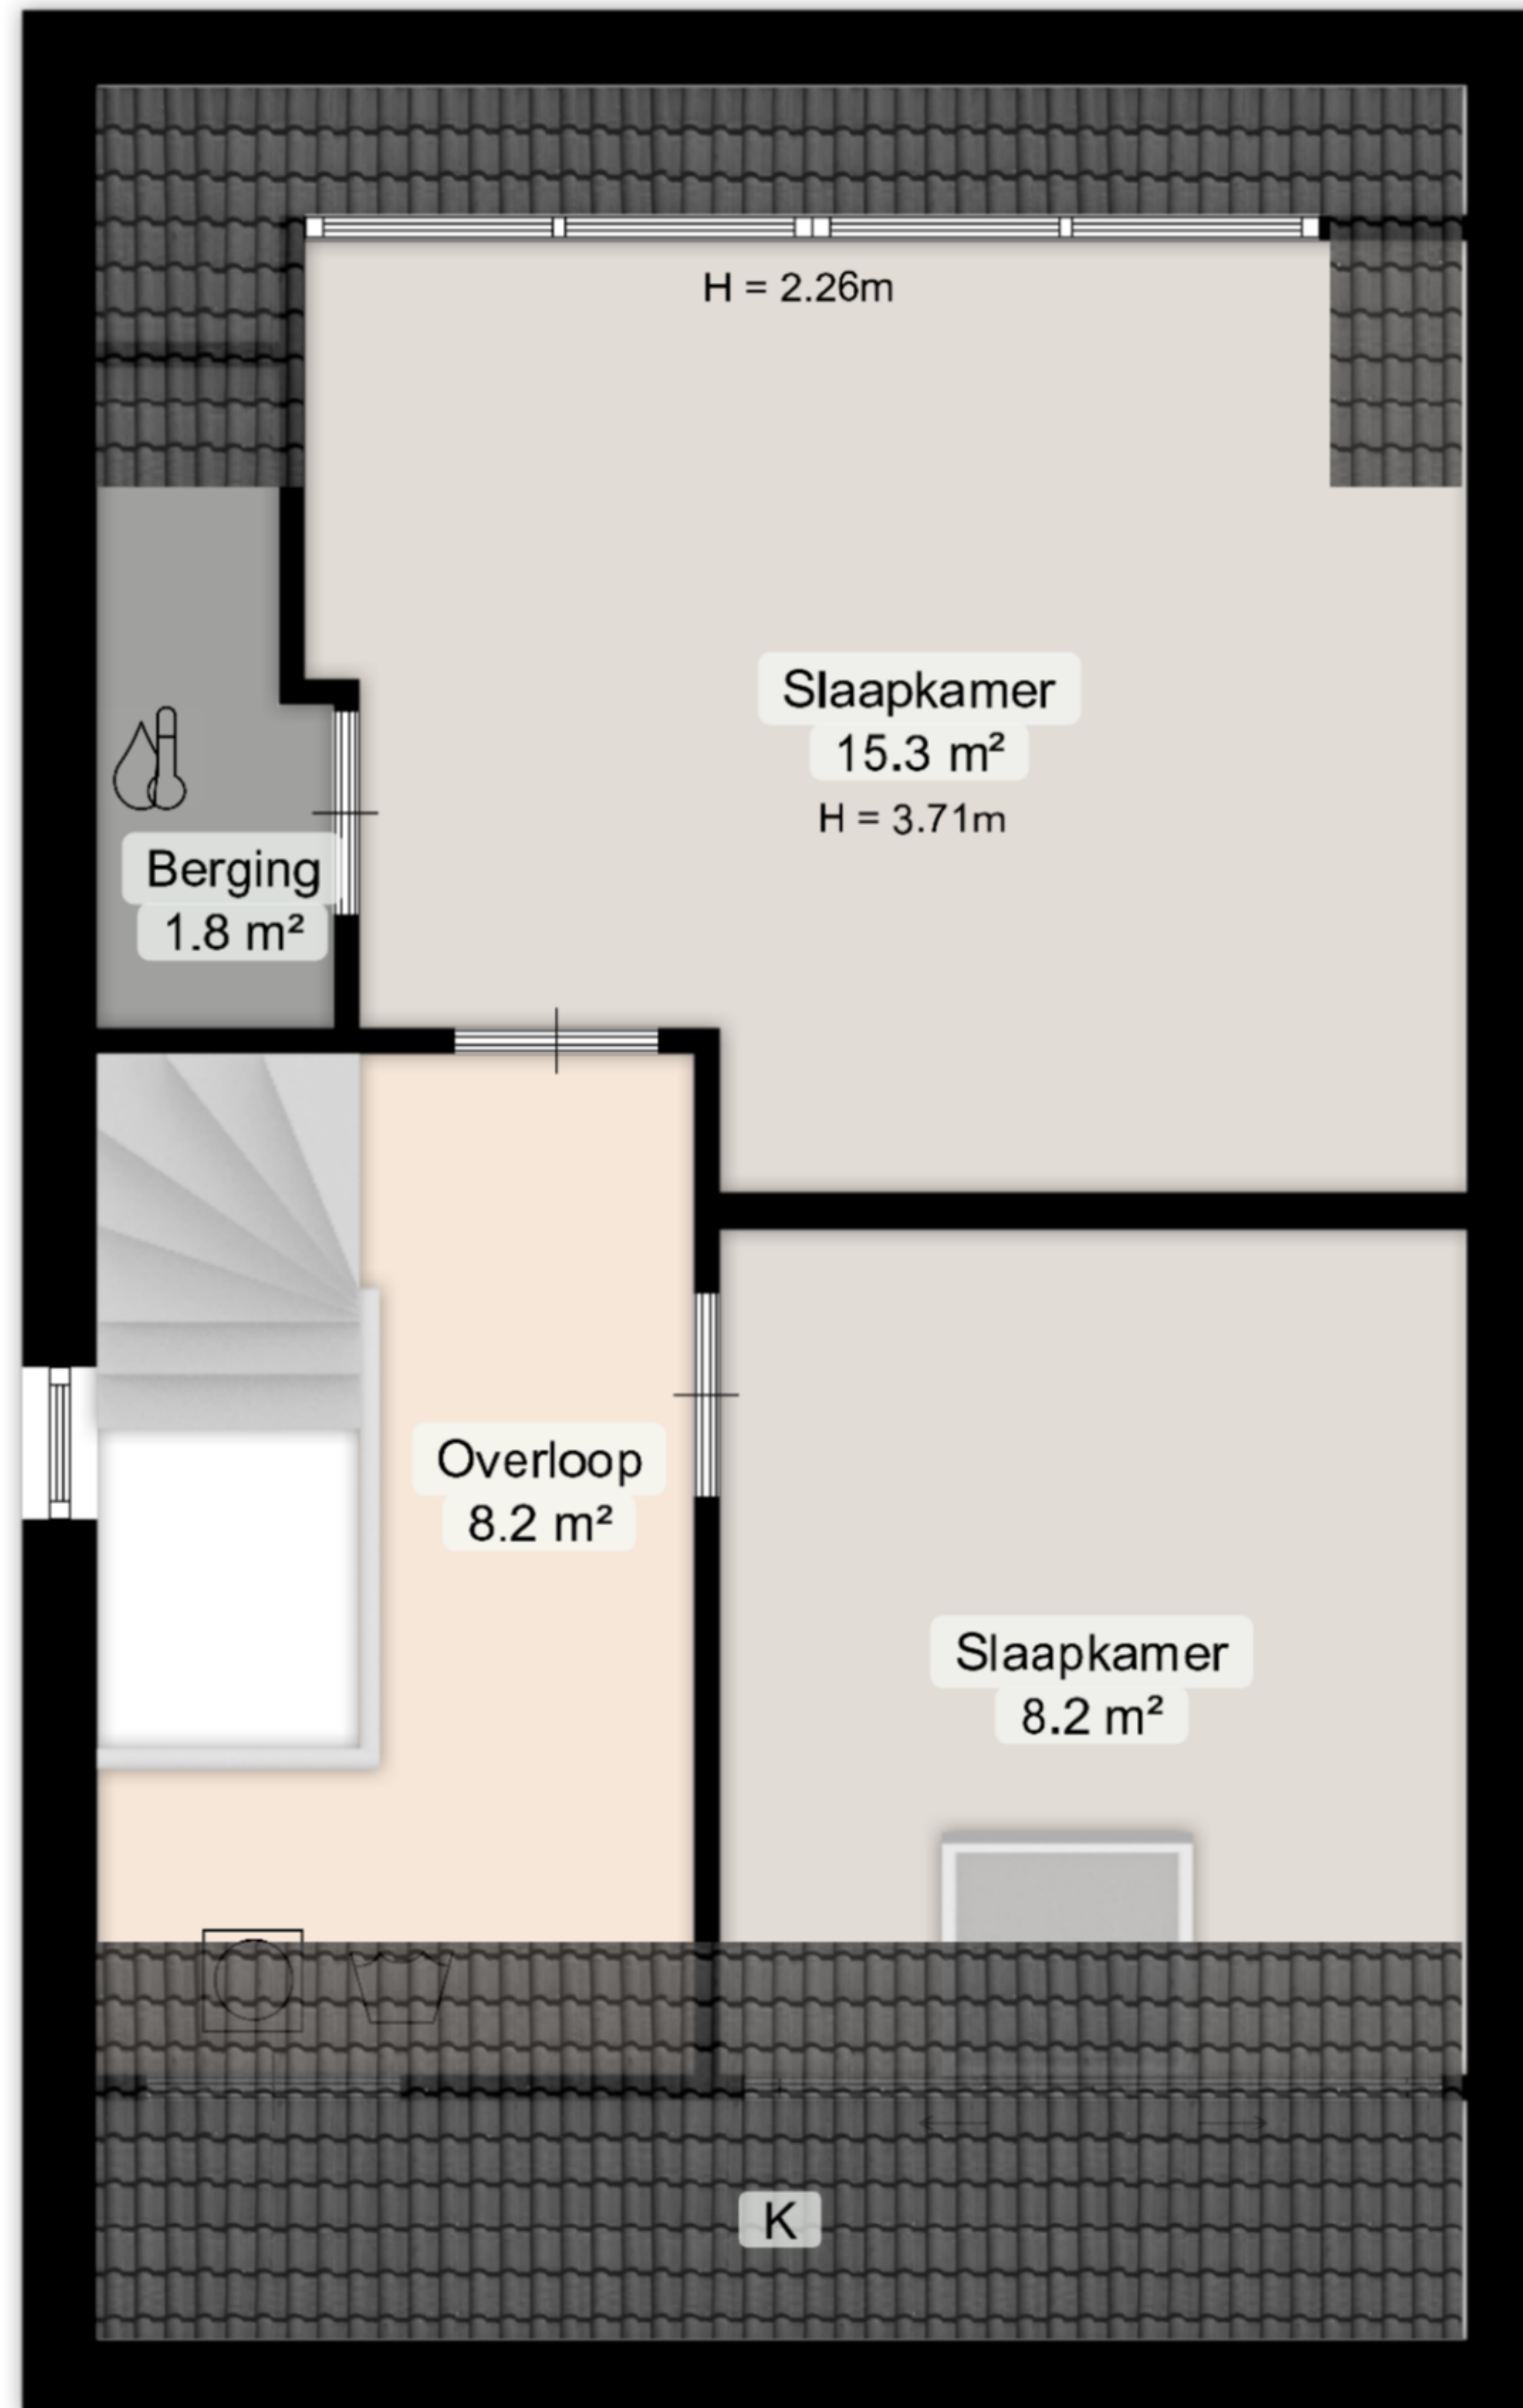 H = 2.26m
Slaapkamer
15.3 m²
H = 3.71m
Berging
1.8 m²
Overloop
8.2 m²
Slaapkamer
8.2 m²
K